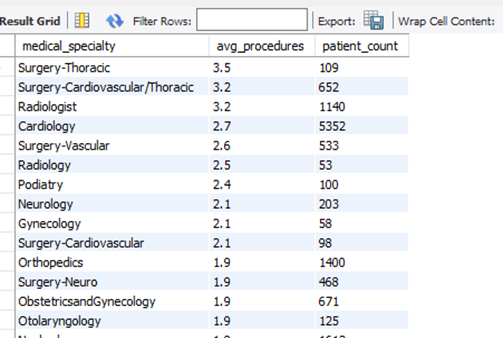 Result Grid Filter Rows: Export: Wrap Cell Content:
medical_specialty avg_procedures patient_count
Surgery-Thoracic 3.5 109
Surgery-Cardiovascular/Thoracic 3.2 652
Radiologist 3.2 1140
Cardiology 2.7 5352
Surgery-Vascular 2.6 533
Radiology 2.5 53
Podiatry 2.4 100
Neurology 2.1 203
Gynecology 2.1 58
Surgery-Cardiovascular 2.1 98
Orthopedics 1.9 1400
Surgery-Neuro 1.9 468
ObstetricsandGynecology 1.9 671
Otolaryngology 1.9 125